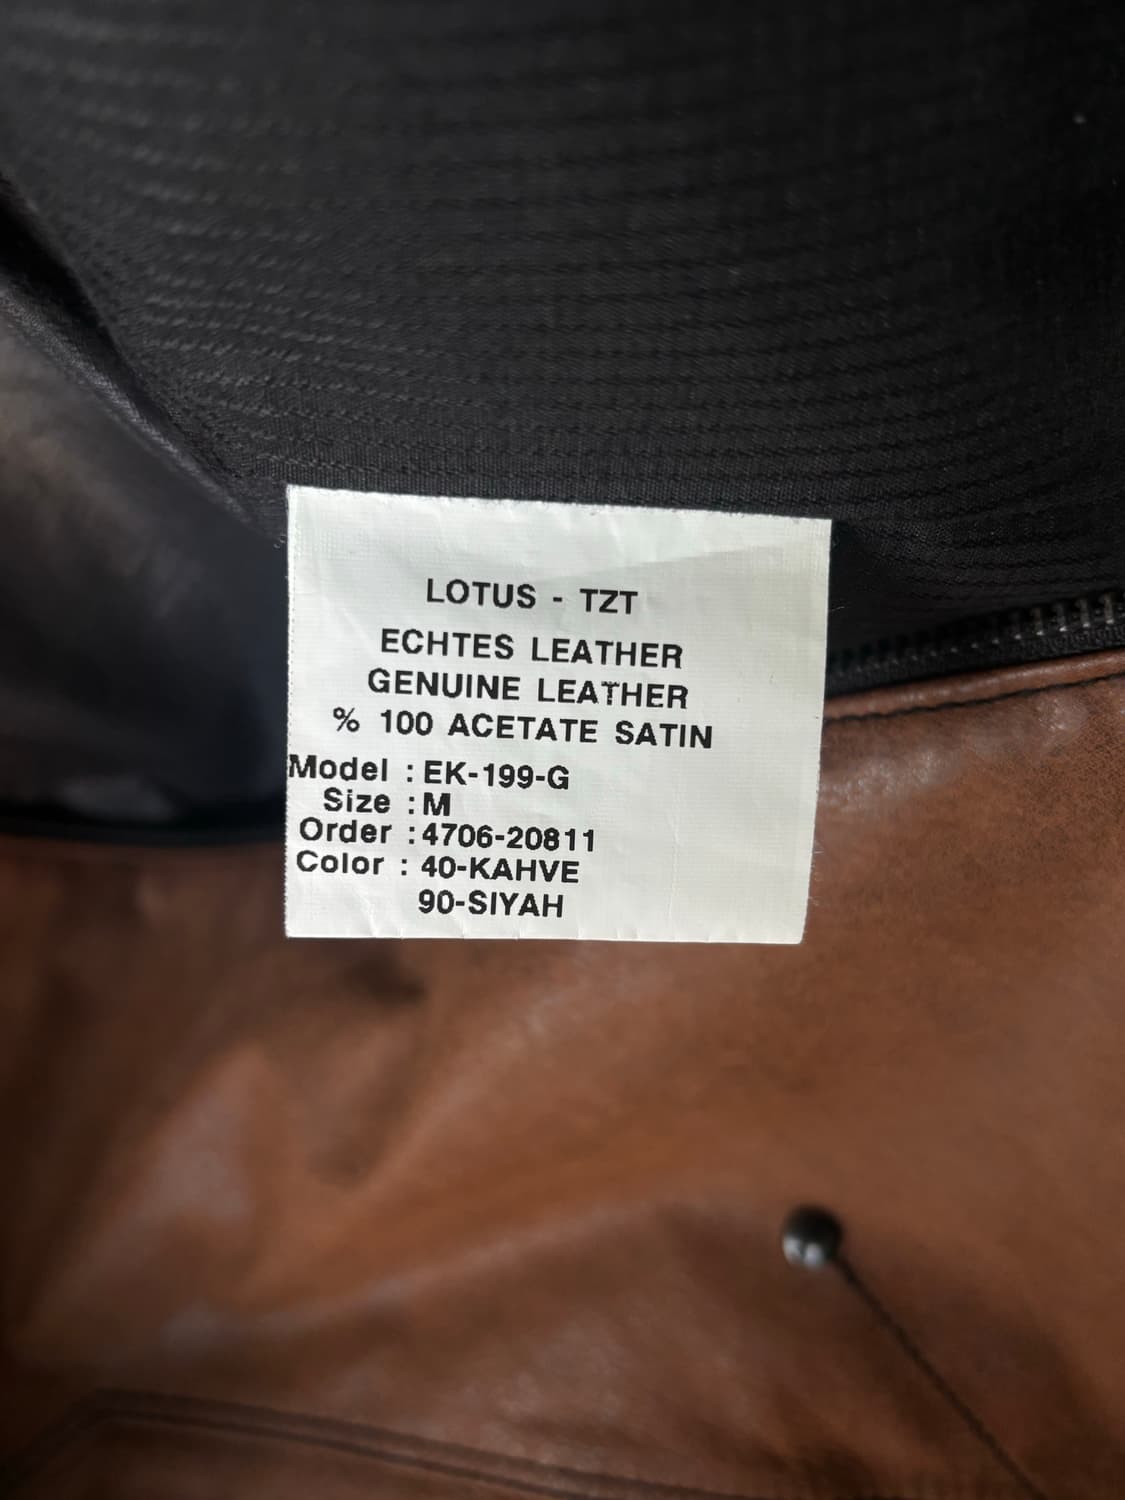 LOTUS - TZT
ECHTES LEATHER
GENUINE LEATHER
% 100 ACETATE SATIN
Model : EK-199-G
Size : M
Order : 4706-20811
Color : 40-KAHVE
90-SIYAH